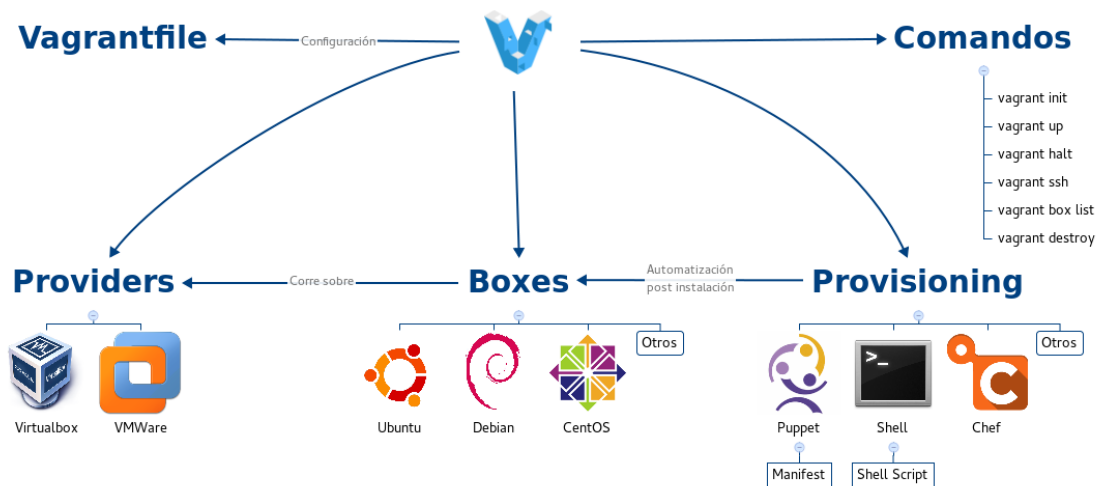 Vagrantfile
Configuración
Comandos
vagrant init
vagrant up
vagrant halt
vagrant ssh
vagrant box list
vagrant destroy
Providers
Corre sobre
Boxes
Automatización
post instalación
Provisioning
Virtualbox
VMWare
Ubuntu
Debian
CentOS
Otros
Puppet
Shell
Chef
Otros
Manifest
Shell Script